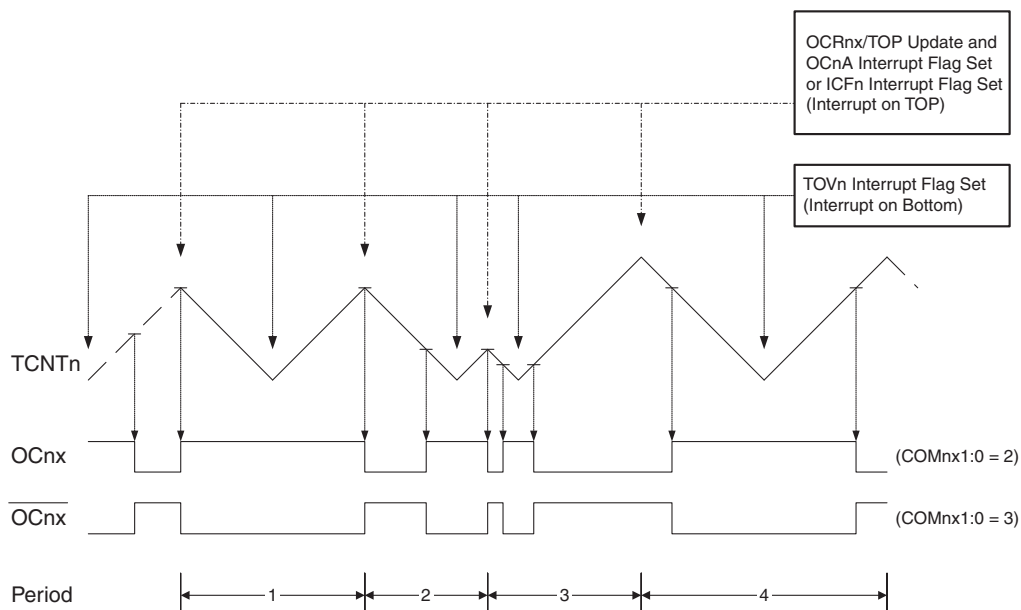 OCRnx/TOP Update and
OCnA Interrupt Flag Set
or ICFn Interrupt Flag Set
(Interrupt on TOP)
TOVn Interrupt Flag Set
(Interrupt on Bottom)
TCNTn
OCnx
(COMnx1:0 = 2)
OCnx
(COMnx1:0 = 3)
Period
1
2
3
4